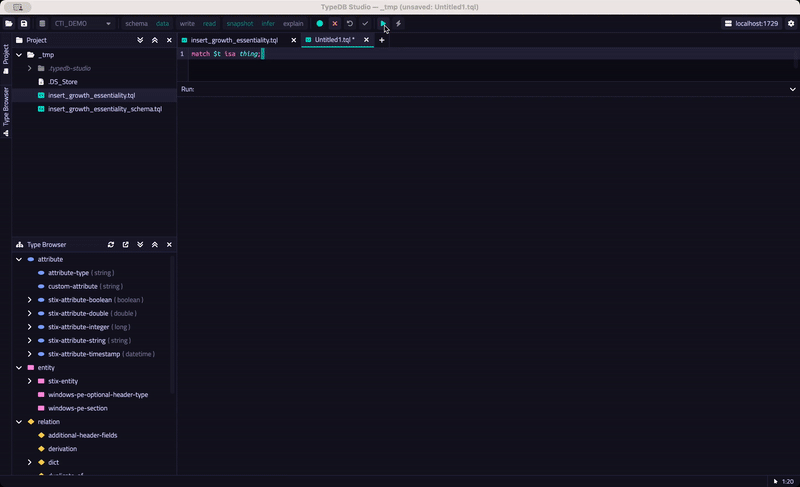 TypeDB Studio — _tmp (unsaved: Untitled1.tql)
CTI_DEMO schema data write read snapshot infer explain localhost:1729
Project
Type Browser
Project
insert_growth_essentiality.tql
Untitled1.tql *
_tmp
.typedb-studio
.DS_Store
insert_growth_essentiality.tql
insert_growth_essentiality_schema.tql
1 match $t isa thing;
Run:
Type Browser
attribute
attribute-type (string)
custom-attribute (string)
stix-attribute-boolean (boolean)
stix-attribute-double (double)
stix-attribute-integer (long)
stix-attribute-string (string)
stix-attribute-timestamp (datetime)
entity
stix-entity
windows-pe-optional-header-type
windows-pe-section
relation
additional-header-fields
derivation
dict
1:20